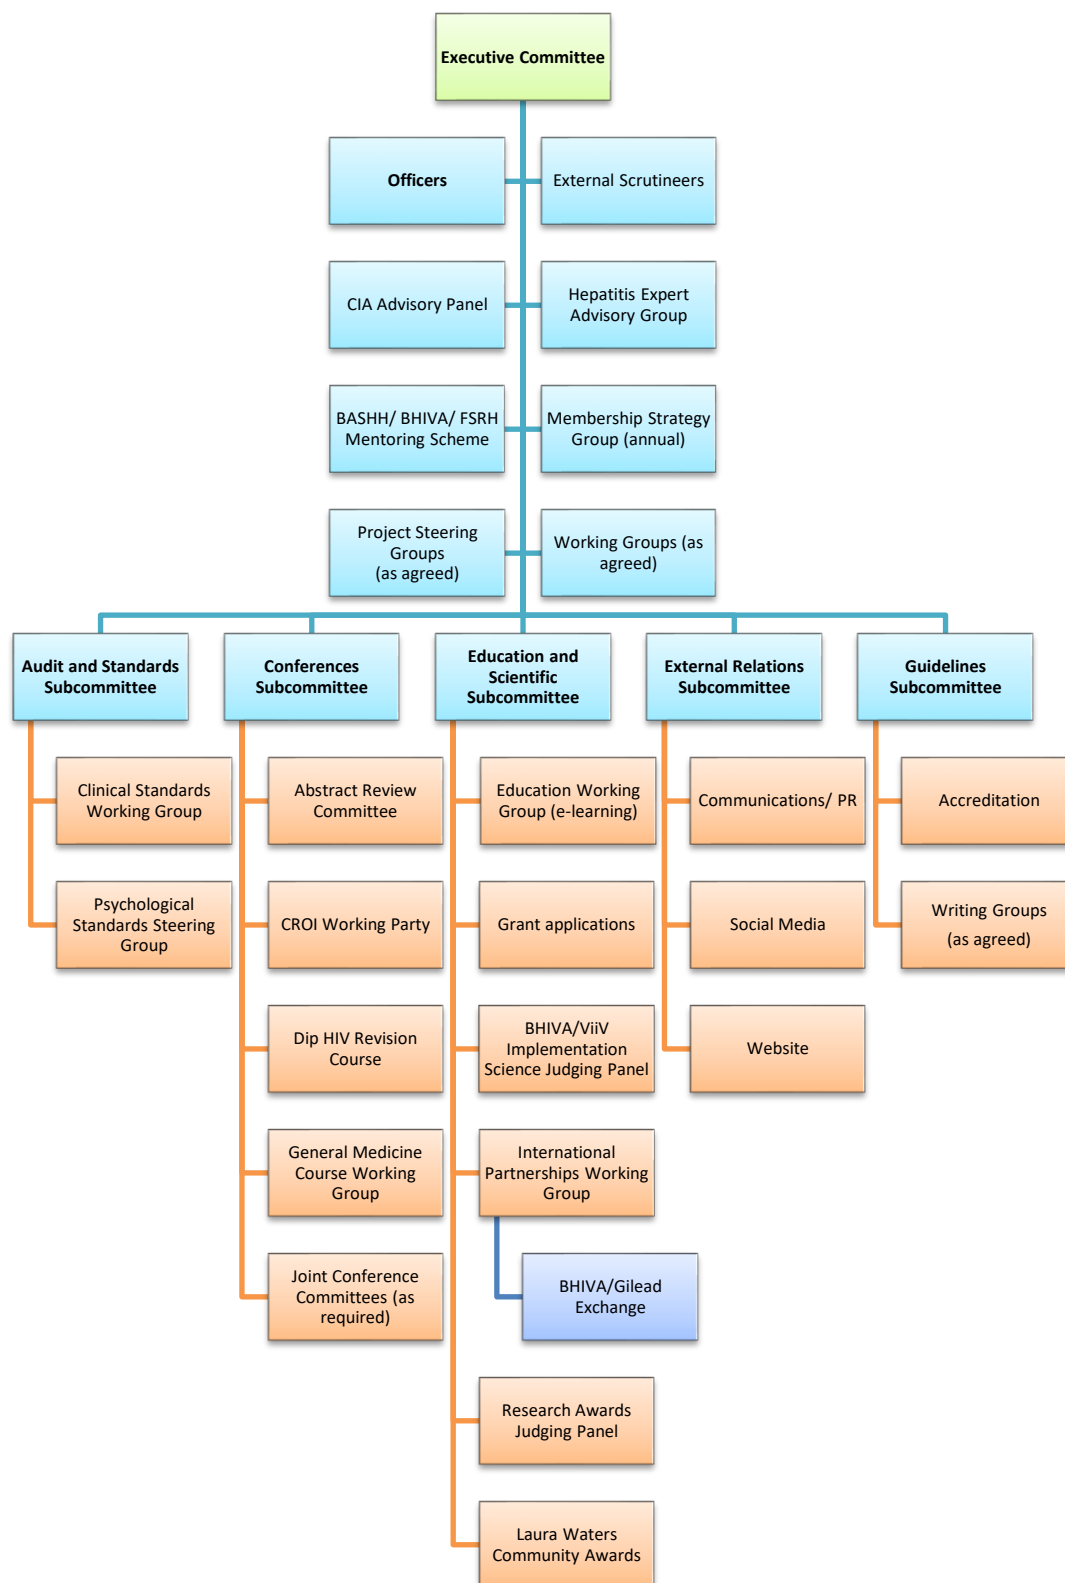 Executive Committee
Officers
External Scrutineers
CIA Advisory Panel
Hepatitis Expert
Advisory Group
BASHH/ BHIVA/ FSRH
Mentoring Scheme
Membership Strategy
Group (annual)
Project Steering
Groups
(as agreed)
Working Groups (as
agreed)
Audit and Standards
Subcommittee
Conferences
Subcommittee
Education and
Scientific
Subcommittee
External Relations
Subcommittee
Guidelines
Subcommittee
Clinical Standards
Working Group
Psychological
Standards Steering
Group
Abstract Review
Committee
CROI Working Party
Dip HIV Revision
Course
General Medicine
Course Working
Group
Joint Conference
Committees (as
required)
Education Working
Group (e-learning)
Grant applications
BHIVA/ViiV
Implementation
Science Judging Panel
International
Partnerships Working
Group
BHIVA/Gilead
Exchange
Research Awards
Judging Panel
Laura Waters
Community Awards
Communications/ PR
Social Media
Website
Accreditation
Writing Groups
(as agreed)